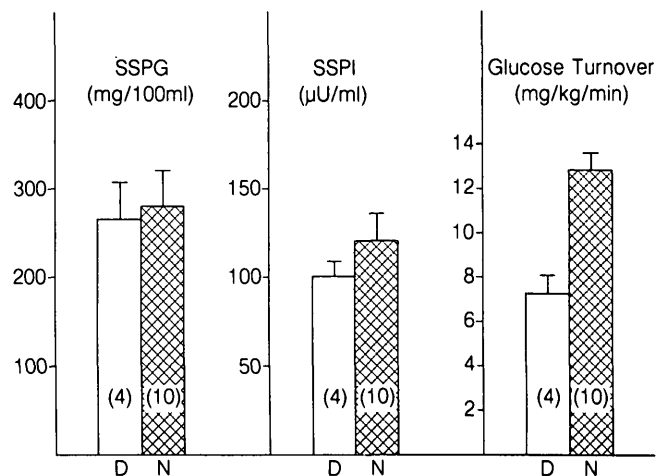 SSPG
(mg/100ml)
400
300
200
100
(4)
(10)
D
N
SSPI
(μU/ml)
200
150
100
50
(4)
(10)
D
N
Glucose Turnover
(mg/kg/min)
14
12
10
8
6
4
2
(4)
(10)
D
N